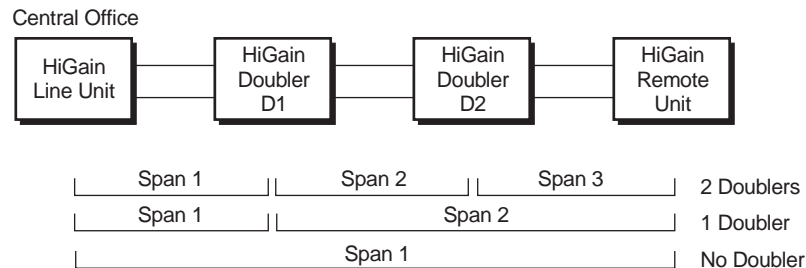 Central Office
HiGain
Line Unit
HiGain
Doubler
D1
HiGain
Doubler
D2
HiGain
Remote
Unit
Span 1 Span 2 Span 3 2 Doublers
Span 1 Span 2 1 Doubler
Span 1 No Doubler